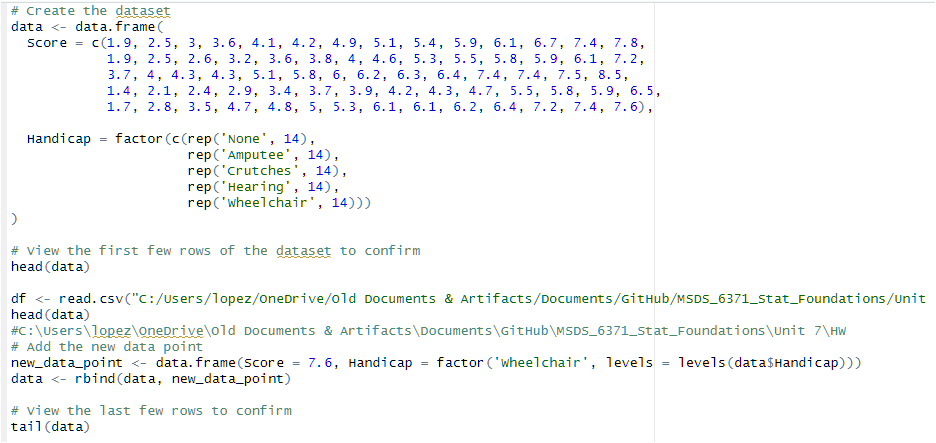 # Create the dataset
data <- data.frame(
  Score = c(1.9, 2.5, 3, 3.6, 4.1, 4.2, 4.9, 5.1, 5.4, 5.9, 6.1, 6.7, 7.4, 7.8,
            1.9, 2.5, 2.6, 3.2, 3.6, 3.8, 4, 4.6, 5.3, 5.5, 5.8, 5.9, 6.1, 7.2,
            3.7, 4, 4.3, 4.3, 5.1, 5.8, 6, 6.2, 6.3, 6.4, 7.4, 7.4, 7.5, 8.5,
            1.4, 2.1, 2.4, 2.9, 3.4, 3.7, 3.9, 4.2, 4.3, 4.7, 5.5, 5.8, 5.9, 6.5,
            1.7, 2.8, 3.5, 4.7, 4.8, 5, 5.3, 6.1, 6.1, 6.2, 6.4, 7.2, 7.4, 7.6),
  Handicap = factor(c(rep('None', 14),
                      rep('Amputee', 14),
                      rep('Crutches', 14),
                      rep('Hearing', 14),
                      rep('Wheelchair', 14)))
)
# View the first few rows of the dataset to confirm
head(data)
df <- read.csv("C:/Users/lopez/OneDrive/Old Documents & Artifacts/Documents/GitHub/MSDS_6371_Stat_Foundations/Unit
head(data)
#C:\Users\lopez\OneDrive\Old Documents & Artifacts\Documents\GitHub\MSDS_6371_Stat_Foundations\Unit 7\HW
# Add the new data point
new_data_point <- data.frame(Score = 7.6, Handicap = factor('Wheelchair', levels = levels(data$Handicap)))
data <- rbind(data, new_data_point)
# View the last few rows to confirm
tail(data)